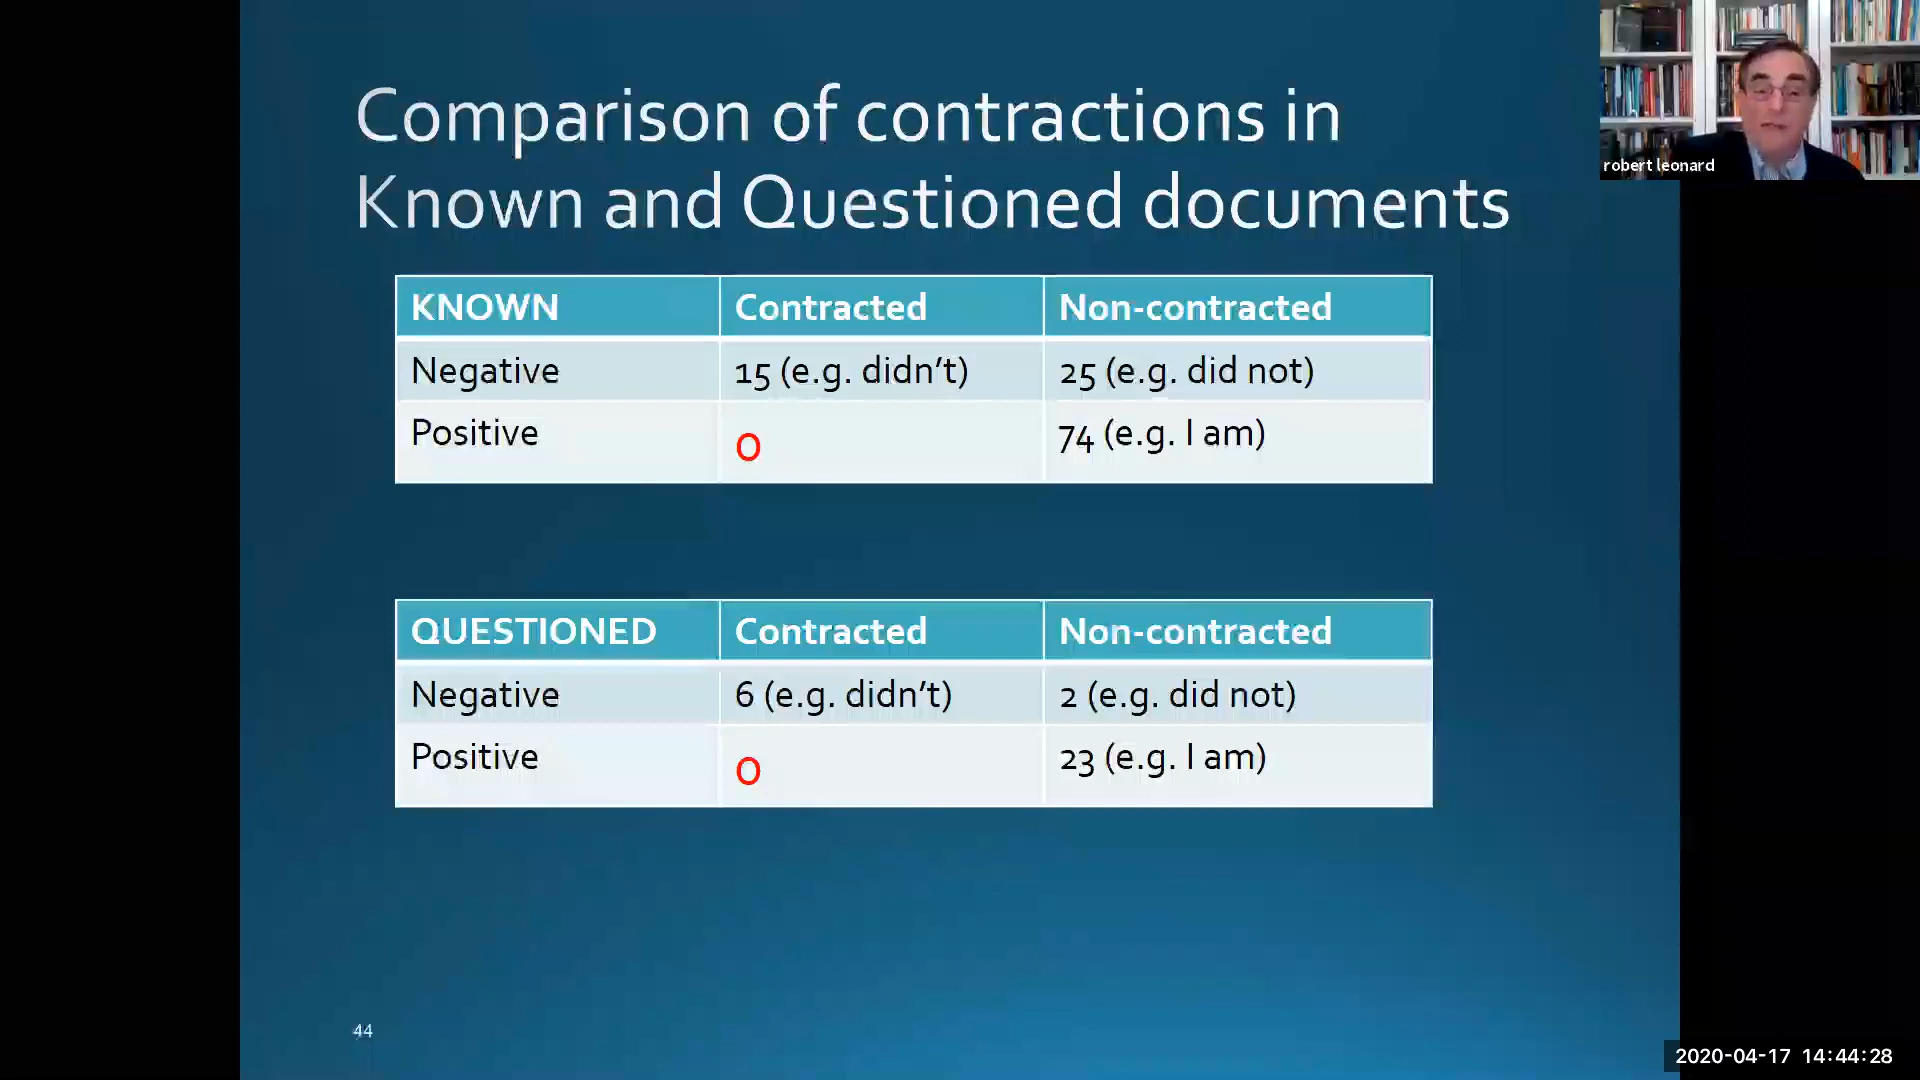 Comparison of contractions in
Known and Questioned documents
robert leonard
KNOWN Contracted Non-contracted
Negative 15 (e.g. didn’t) 25 (e.g. did not)
Positive 0 74 (e.g. I am)
QUESTIONED Contracted Non-contracted
Negative 6 (e.g. didn’t) 2 (e.g. did not)
Positive 0 23 (e.g. I am)
44
2020-04-17 14:44:28